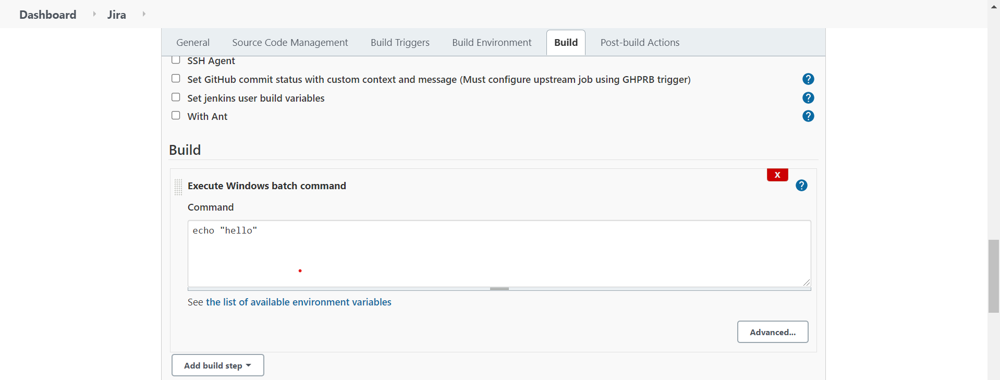 Dashboard Jira
General Source Code Management Build Triggers Build Environment Build Post-build Actions
SSH Agent
Set GitHub commit status with custom context and message (Must configure upstream job using GHPRB trigger) ?
Set jenkins user build variables ?
With Ant ?
Build
X
Execute Windows batch command ?
Command
echo "hello"
See the list of available environment variables
Advanced...
Add build step